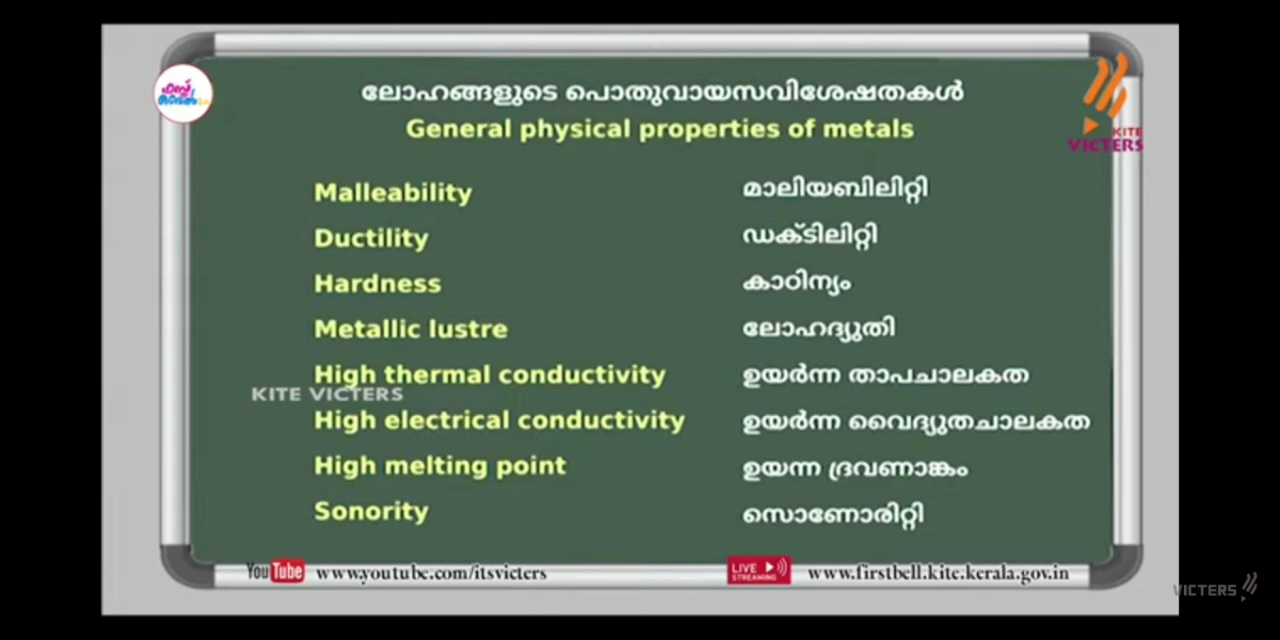 ലോഹങ്ങളുടെ പൊതുവായസവിശേഷതകൾ
General physical properties of metals
KITE
VICTERS
Malleability മാലിയബിലിറ്റി
Ductility ഡക്ടിലിറ്റി
Hardness കാഠിന്യം
Metallic lustre ലോഹദ്യുതി
High thermal conductivity ഉയർന്ന താപചാലകത
KITE VICTERS
High electrical conductivity ഉയർന്ന വൈദ്യുതചാലകത
High melting point ഉയന്ന ദ്രവണാങ്കം
Sonority സൊണോരിറ്റി
YouTube www.youtube.com/itsvicters LIVE STREAMING www.firstbell.kite.kerala.gov.in
VICTERS